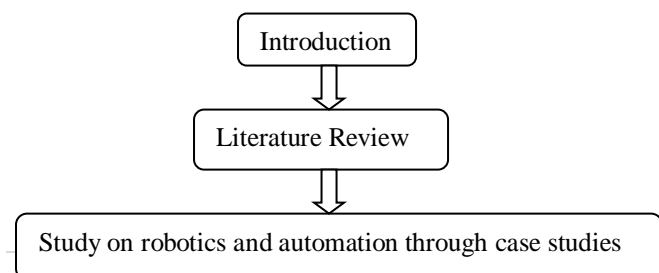 Introduction
Literature Review
Study on robotics and automation through case studies